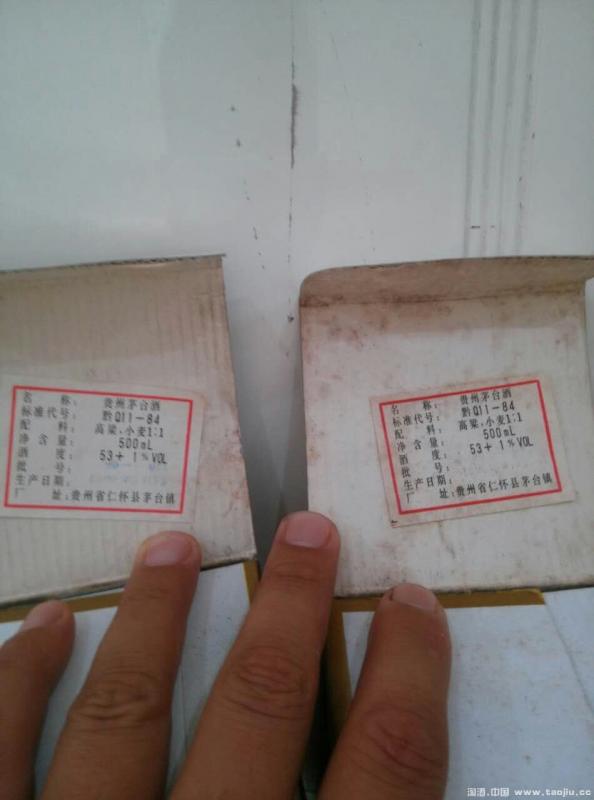 名 称: 贵州茅台酒
标准代号: 黔Q11-84
配 料: 高粱、小麦1:1
净 含 量: 500mL
酒 度: 53+ 1%VOL
批 号:
生产日期:
厂 址: 贵州省仁怀县茅台镇
名 称: 贵州茅台酒
标准代号: 黔Q11-84
配 料: 高粱、小麦1:1
净 含 量: 500mL
酒 度: 53+ 1%VOL
批 号:
生产日期:
厂 址: 贵州省仁怀县茅台镇
淘酒.中国 www.taojiu.cc